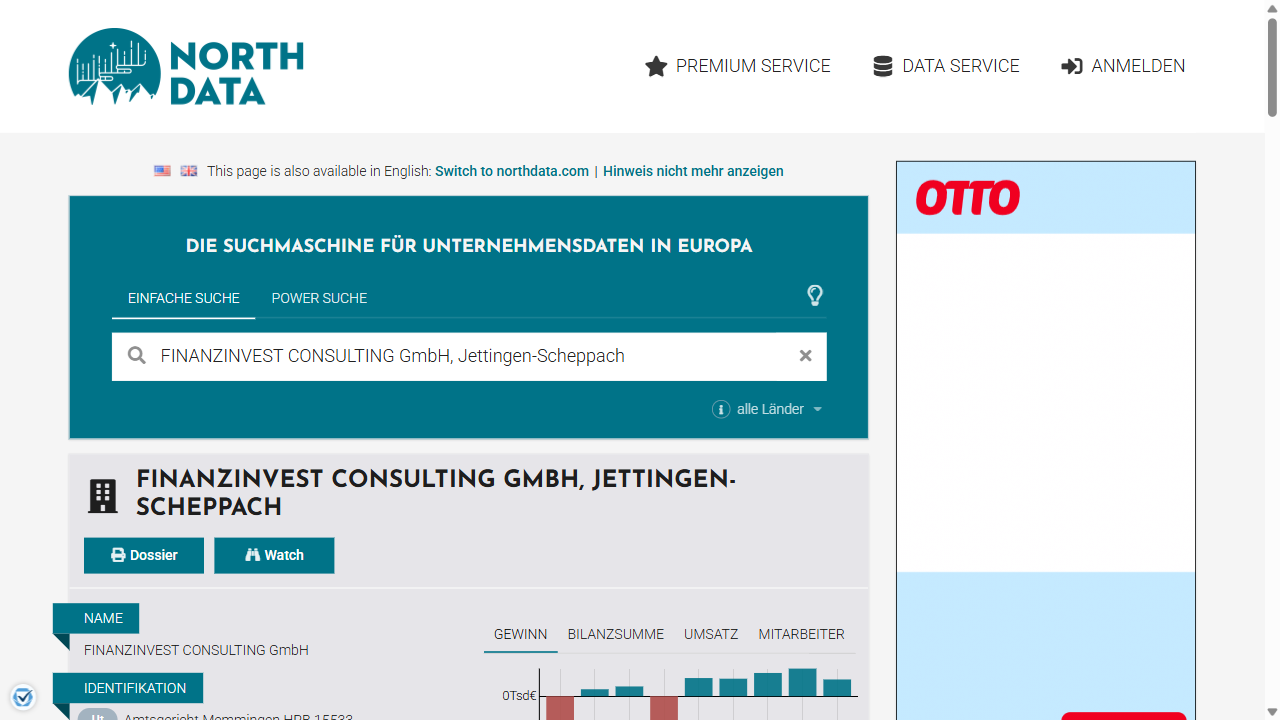 NORTH
DATA
PREMIUM SERVICE
DATA SERVICE
ANMELDEN
This page is also available in English: Switch to northdata.com | Hinweis nicht mehr anzeigen
OTTO
DIE SUCHMASCHINE FÜR UNTERNEHMENSDATEN IN EUROPA
EINFACHE SUCHE
POWER SUCHE
FINANZINVEST CONSULTING GmbH, Jettingen-Scheppach
alle Länder
FINANZINVEST CONSULTING GMBH, JETTINGEN-
SCHEPPACH
Dossier
Watch
NAME
FINANZINVEST CONSULTING GmbH
IDENTIFIKATION
Ut Amtsgericht Memmingen HRB 15533
GEWINN
BILANZSUMME
UMSATZ
MITARBEITER
0Tsd€